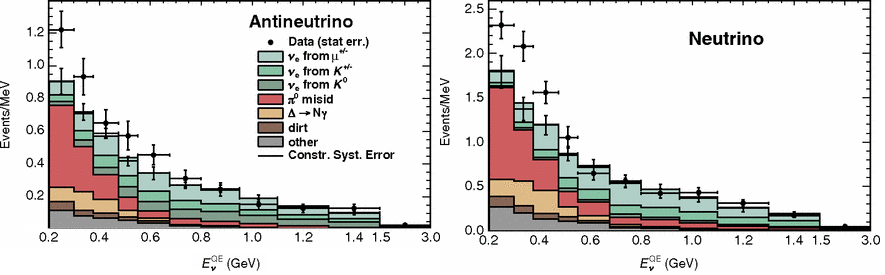 Antineutrino
Data (stat err.)
νe from μ+/-
νe from K+/-
νe from K0
π0 misid
Δ → Nγ
dirt
other
Constr. Syst. Error
Events/MeV
1.2
1.0
0.8
0.6
0.4
0.2
0.2 0.4 0.6 0.8 1.0 1.2 1.4 1.5 3.0
EνQE (GeV)
Neutrino
Events/MeV
2.5
2.0
1.5
1.0
0.5
0.0
0.2 0.4 0.6 0.8 1.0 1.2 1.4 1.5 3.0
EνQE (GeV)